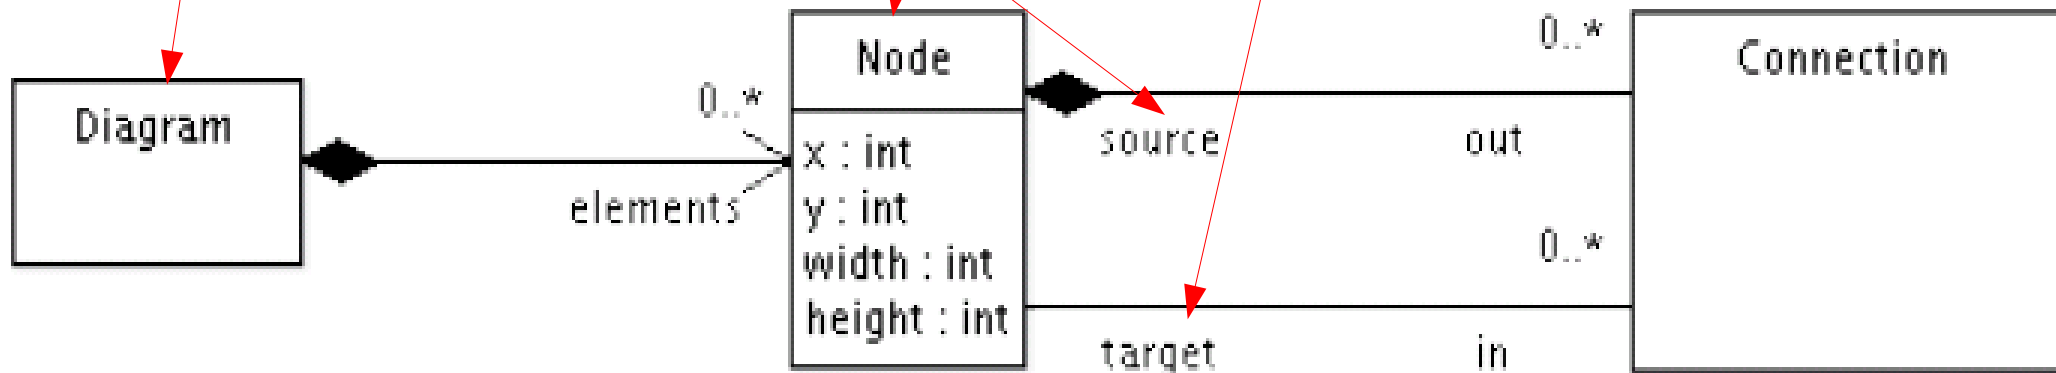 Diagram
0..*
elements
Node
x : int
y : int
width : int
height : int
source
out
0..*
target
in
0..*
Connection